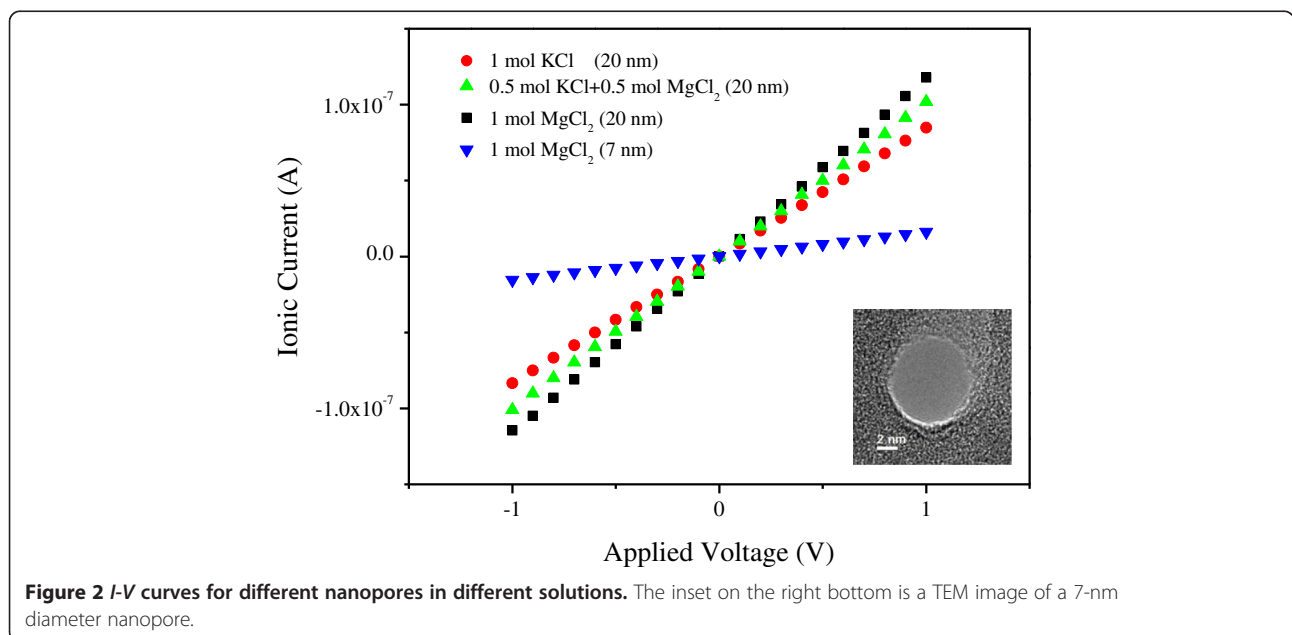 1 mol KCl (20 nm)
0.5 mol KCl+0.5 mol MgCl₂ (20 nm)
1 mol MgCl₂ (20 nm)
1 mol MgCl₂ (7 nm)
1.0x10⁻⁷
0.0
-1.0x10⁻⁷
Ionic Current (A)
2 nm
-1 0 1
Applied Voltage (V)
Figure 2 I-V curves for different nanopores in different solutions. The inset on the right bottom is a TEM image of a 7-nm
diameter nanopore.